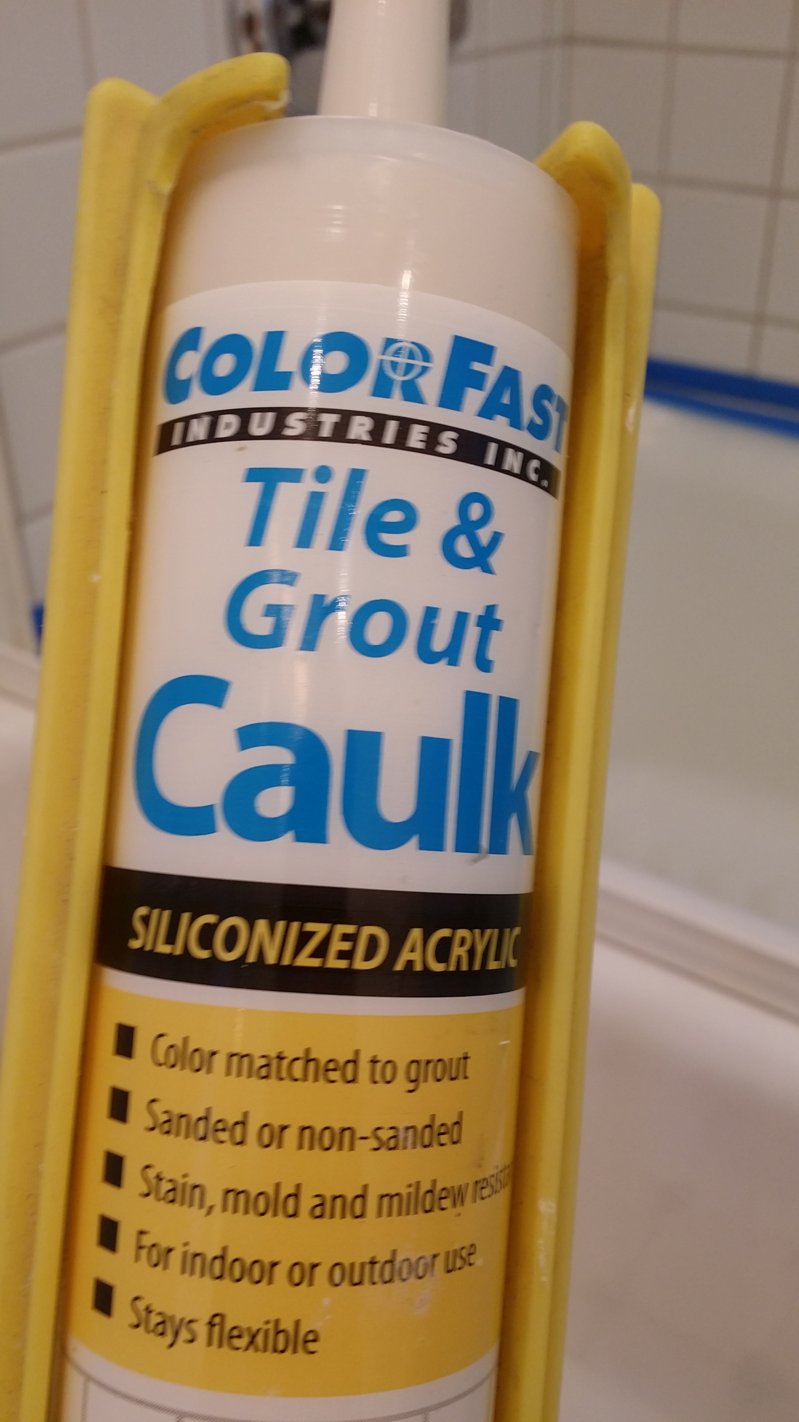 COLORFAST
INDUSTRIES INC.
Tile &
Grout
Caulk
SILICONIZED ACRYLIC
Color matched to grout
Sanded or non-sanded
Stain, mold and mildew
For indoor or outdoor use
Stays flexible